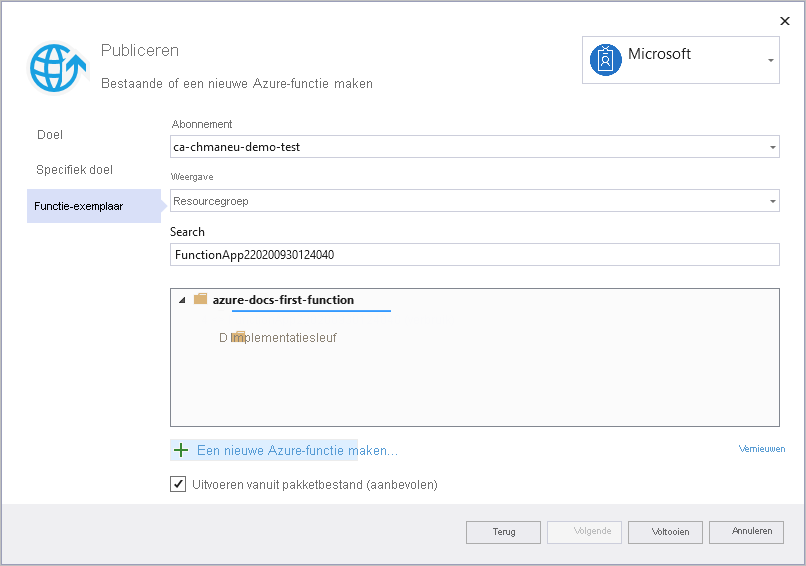 Publiceren
Bestaande of een nieuwe Azure-functie maken
Microsoft
Doel
Specifiek doel
Functie-exemplaar
Abonnement
ca-chmaneu-demo-test
Weergave
Resourcegroep
Search
FunctionApp220200930124040
azure-docs-first-function
D Implementatiesleuf
Een nieuwe Azure-functie maken...
Vernieuwen
Uitvoeren vanuit pakketbestand (aanbevolen)
Terug
Volgende
Voltooien
Annuleren